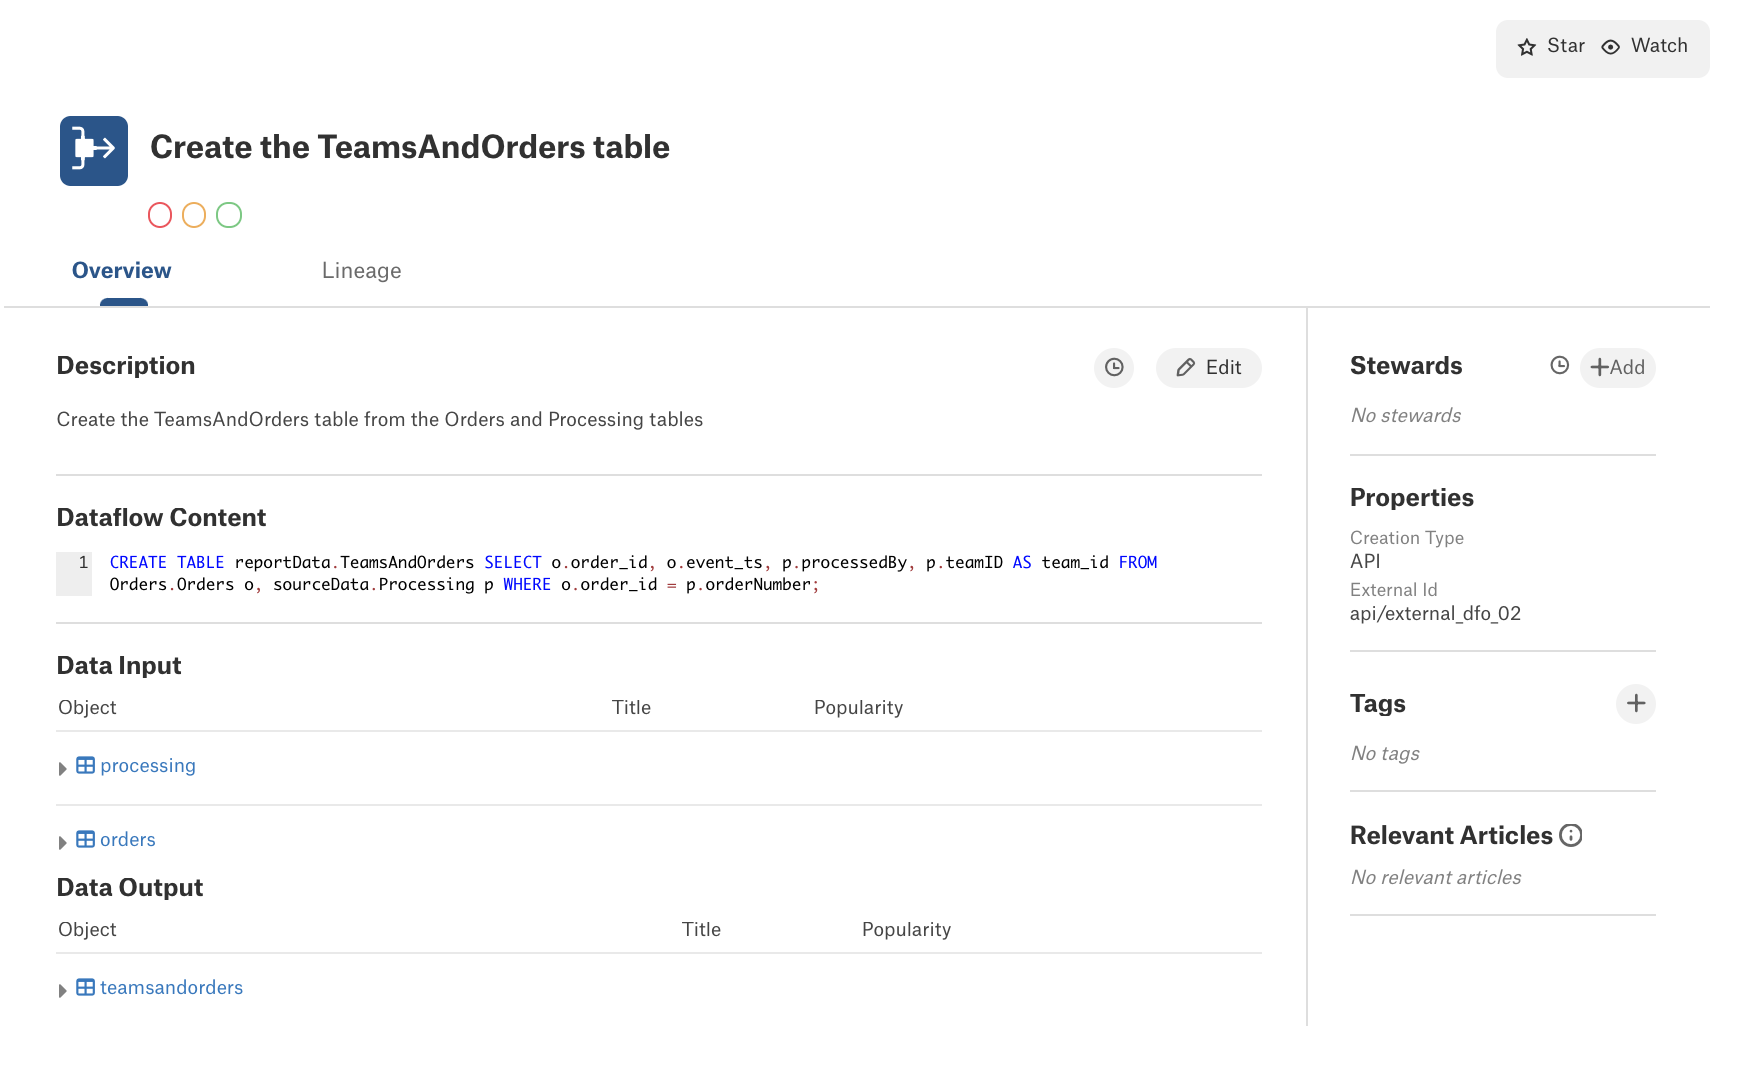 Star Watch
Create the TeamsAndOrders table
Overview Lineage
Description
Edit
Create the TeamsAndOrders table from the Orders and Processing tables
Dataflow Content
1 CREATE TABLE reportData.TeamsAndOrders SELECT o.order_id, o.event_ts, p.processedBy, p.teamID AS team_id FROM
Orders.Orders o, sourceData.Processing p WHERE o.order_id = p.orderNumber;
Data Input
Object Title Popularity
processing
orders
Data Output
Object Title Popularity
teamsandorders
Stewards
+Add
No stewards
Properties
Creation Type
API
External Id
api/external_dfo_02
Tags
+
No tags
Relevant Articles
No relevant articles